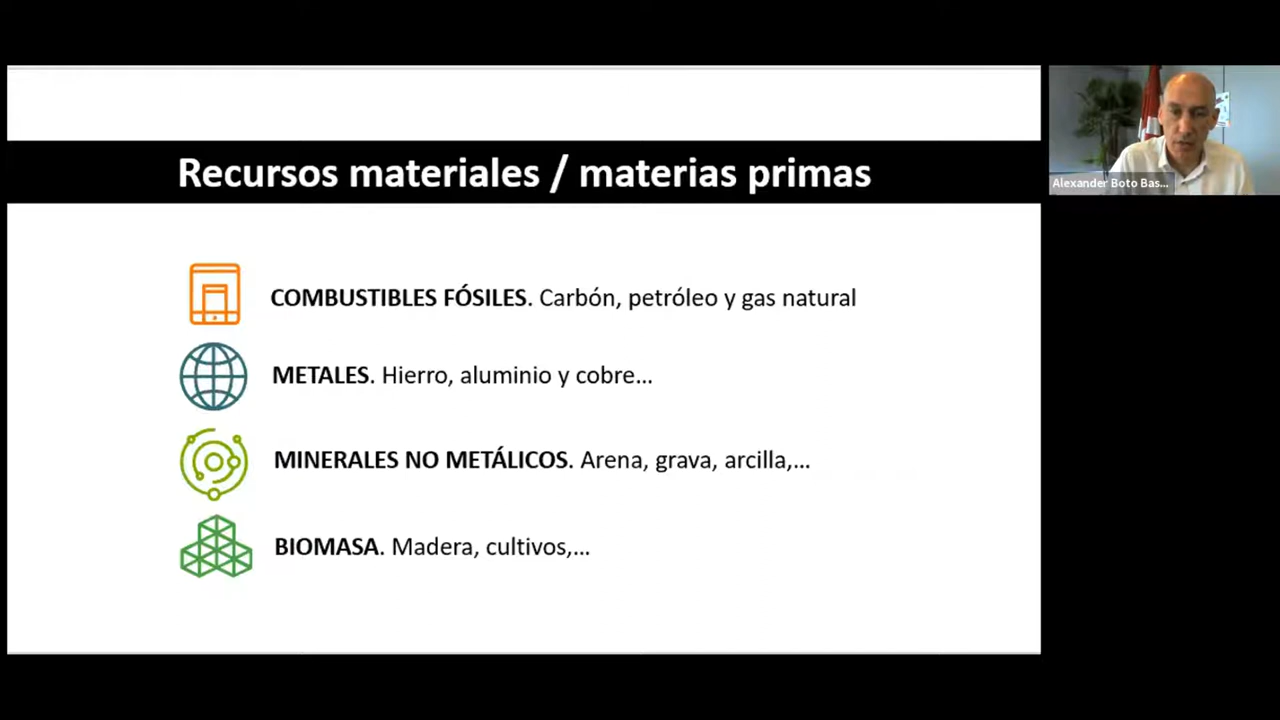 Recursos materiales / materias primas
Alexander Boto Bas...
COMBUSTIBLES FÓSILES. Carbón, petróleo y gas natural
METALES. Hierro, aluminio y cobre...
MINERALES NO METÁLICOS. Arena, grava, arcilla,...
BIOMASA. Madera, cultivos,...